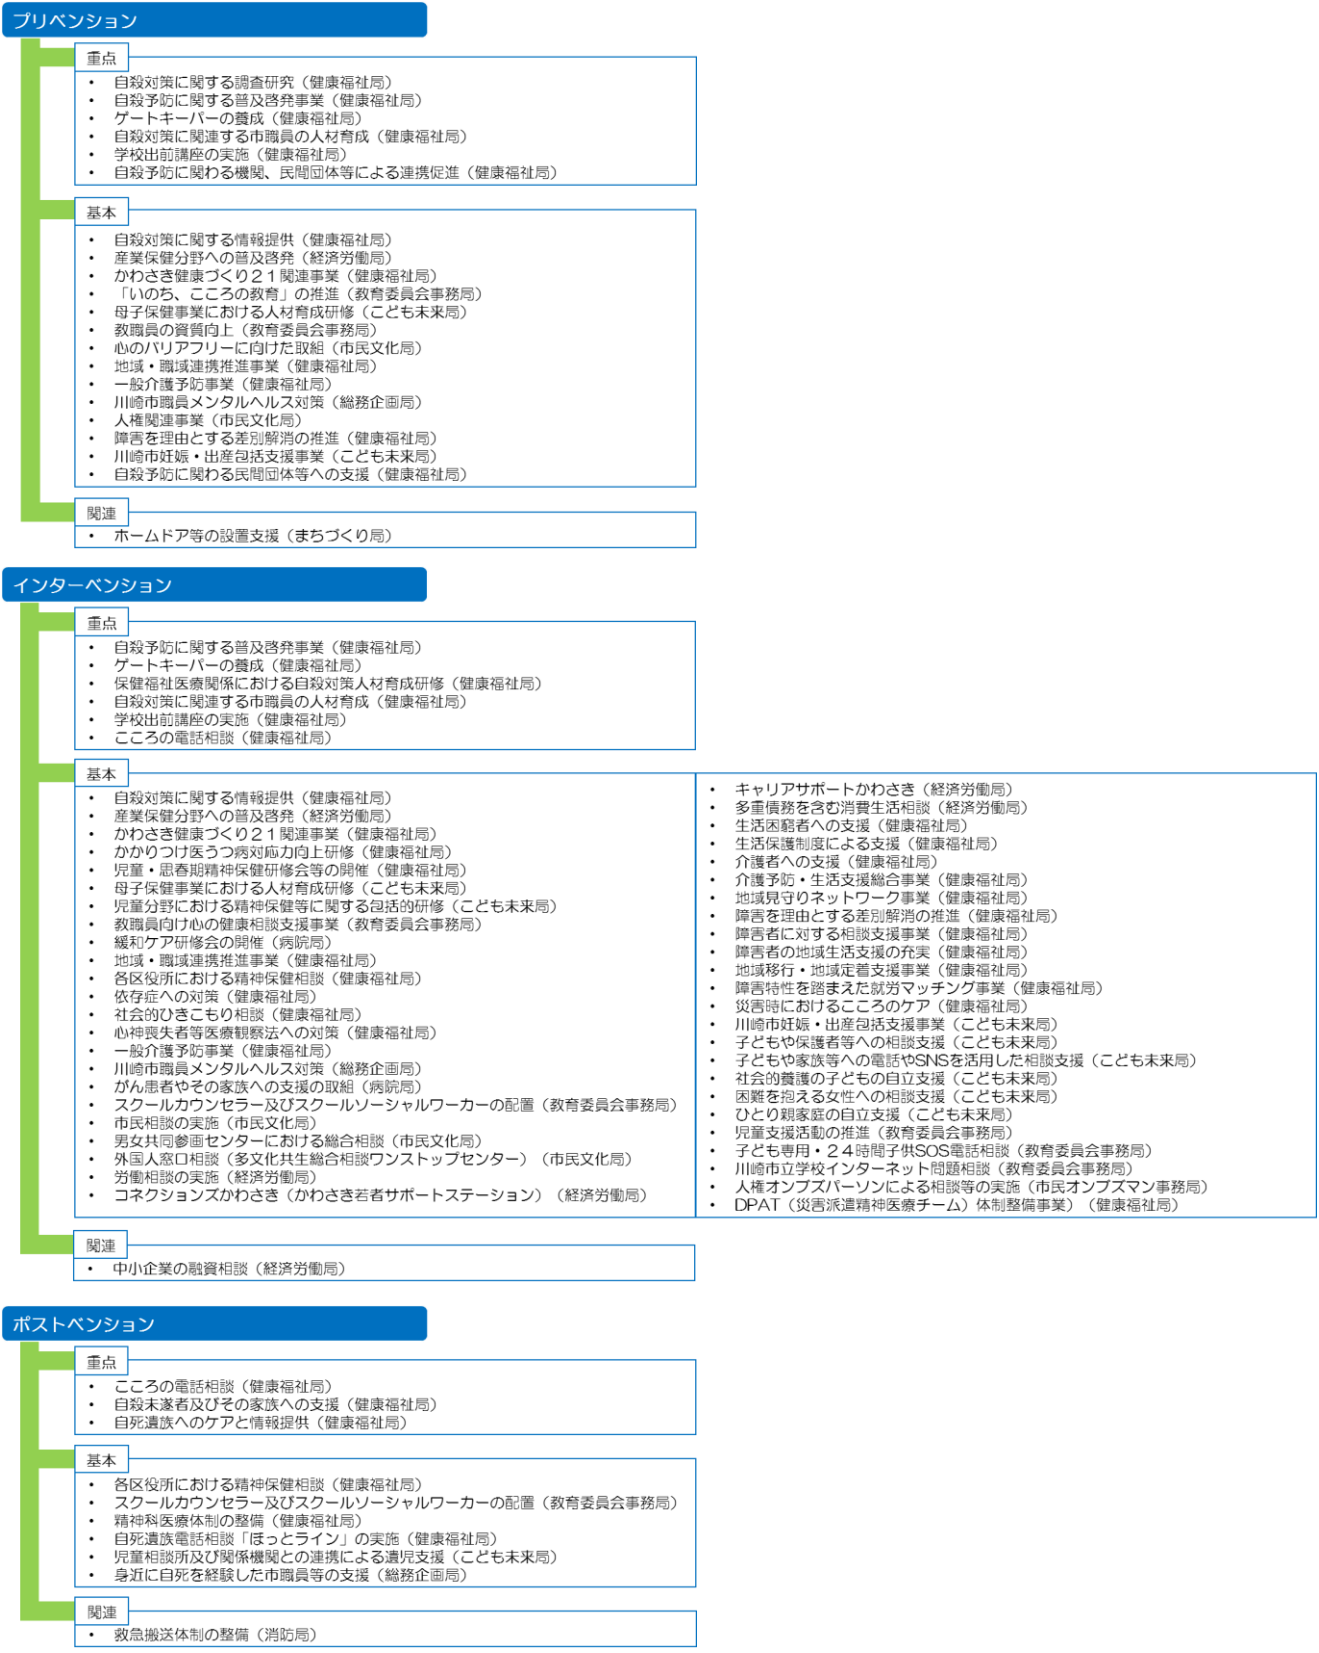 プリベンション
重点
• 自殺対策に関する調査研究（健康福祉局）
• 自殺予防に関する普及啓発事業（健康福祉局）
• ゲートキーパーの養成（健康福祉局）
• 自殺対策に関連する市職員の人材育成（健康福祉局）
• 学校出前講座の実施（健康福祉局）
• 自殺予防に関わる機関、民間団体等による連携促進（健康福祉局）
基本
• 自殺対策に関する情報提供（健康福祉局）
• 産業保健分野への普及啓発（経済労働局）
• かわさき健康づくり２１関連事業（健康福祉局）
• 「いのち、こころの教育」の推進（教育委員会事務局）
• 母子保健事業における人材育成研修（こども未来局）
• 教職員の資質向上（教育委員会事務局）
• 心のバリアフリーに向けた取組（市民文化局）
• 地域・職域連携推進事業（健康福祉局）
• 一般介護予防事業（健康福祉局）
• 川崎市職員メンタルヘルス対策（総務企画局）
• 人権関連事業（市民文化局）
• 障害を理由とする差別解消の推進（健康福祉局）
• 川崎市妊娠・出産包括支援事業（こども未来局）
• 自殺予防に関わる民間団体等への支援（健康福祉局）
関連
• ホームドア等の設置支援（まちづくり局）
インターベンション
重点
• 自殺予防に関する普及啓発事業（健康福祉局）
• ゲートキーパーの養成（健康福祉局）
• 保健福祉医療関係における自殺対策人材育成研修（健康福祉局）
• 自殺対策に関連する市職員の人材育成（健康福祉局）
• 学校出前講座の実施（健康福祉局）
• こころの電話相談（健康福祉局）
基本
• 自殺対策に関する情報提供（健康福祉局）
• 産業保健分野への普及啓発（経済労働局）
• かわさき健康づくり２１関連事業（健康福祉局）
• かかりつけ医うつ病対応力向上研修（健康福祉局）
• 児童・思春期精神保健研修会等の開催（健康福祉局）
• 母子保健事業における人材育成研修（こども未来局）
• 児童分野における精神保健等に関する包括的研修（こども未来局）
• 教職員向け心の健康相談支援事業（教育委員会事務局）
• 緩和ケア研修会の開催（病院局）
• 地域・職域連携推進事業（健康福祉局）
• 各区役所における精神保健相談（健康福祉局）
• 依存症への対策（健康福祉局）
• 社会的ひきこもり相談（健康福祉局）
• 心神喪失者等医療観察法への対策（健康福祉局）
• 一般介護予防事業（健康福祉局）
• 川崎市職員メンタルヘルス対策（総務企画局）
• がん患者やその家族への支援の取組（病院局）
• スクールカウンセラー及びスクールソーシャルワーカーの配置（教育委員会事務局）
• 市民相談の実施（市民文化局）
• 男女共同参画センターにおける総合相談（市民文化局）
• 外国人窓口相談（多文化共生総合相談ワンストップセンター）（市民文化局）
• 労働相談の実施（経済労働局）
• コネクションズかわさき（かわさき若者サポートステーション）（経済労働局）
• キャリアサポートかわさき（経済労働局）
• 多重債務を含む消費生活相談（経済労働局）
• 生活困窮者への支援（健康福祉局）
• 生活保護制度による支援（健康福祉局）
• 介護者への支援（健康福祉局）
• 介護予防・生活支援総合事業（健康福祉局）
• 地域見守りネットワーク事業（健康福祉局）
• 障害を理由とする差別解消の推進（健康福祉局）
• 障害者に対する相談支援事業（健康福祉局）
• 障害者の地域生活支援の充実（健康福祉局）
• 地域移行・地域定着支援事業（健康福祉局）
• 障害特性を踏まえた就労マッチング事業（健康福祉局）
• 災害時におけるこころのケア（健康福祉局）
• 川崎市妊娠・出産包括支援事業（こども未来局）
• 子どもや保護者等への相談支援（こども未来局）
• 子どもや家族等への電話やSNSを活用した相談支援（こども未来局）
• 社会的養護の子どもの自立支援（こども未来局）
• 困難を抱える女性への相談支援（こども未来局）
• ひとり親家庭の自立支援（こども未来局）
• 児童支援活動の推進（教育委員会事務局）
• 子ども専用・２４時間子供SOS電話相談（教育委員会事務局）
• 川崎市立学校インターネット問題相談（教育委員会事務局）
• 人権オンブズパーソンによる相談等の実施（市民オンブズマン事務局）
• DPAT（災害派遣精神医療チーム）体制整備事業）（健康福祉局）
関連
• 中小企業の融資相談（経済労働局）
ポストベンション
重点
• こころの電話相談（健康福祉局）
• 自殺未遂者及びその家族への支援（健康福祉局）
• 自死遺族へのケアと情報提供（健康福祉局）
基本
• 各区役所における精神保健相談（健康福祉局）
• スクールカウンセラー及びスクールソーシャルワーカーの配置（教育委員会事務局）
• 精神科医療体制の整備（健康福祉局）
• 自死遺族電話相談「ほっとライン」の実施（健康福祉局）
• 児童相談所及び関係機関との連携による遺児支援（こども未来局）
• 身近に自死を経験した市職員等の支援（総務企画局）
関連
• 救急搬送体制の整備（消防局）